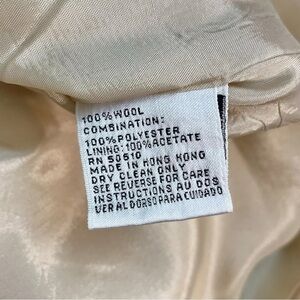 100% WOOL
COMBINATION:
100% POLYESTER
LINING: 100% ACETATE
RN 50610
MADE IN HONG KONG
DRY CLEAN ONLY
SEE REVERSE FOR CARE
INSTRUCTIONS AU DOS
VER AL DORSO PARA CUIDADO